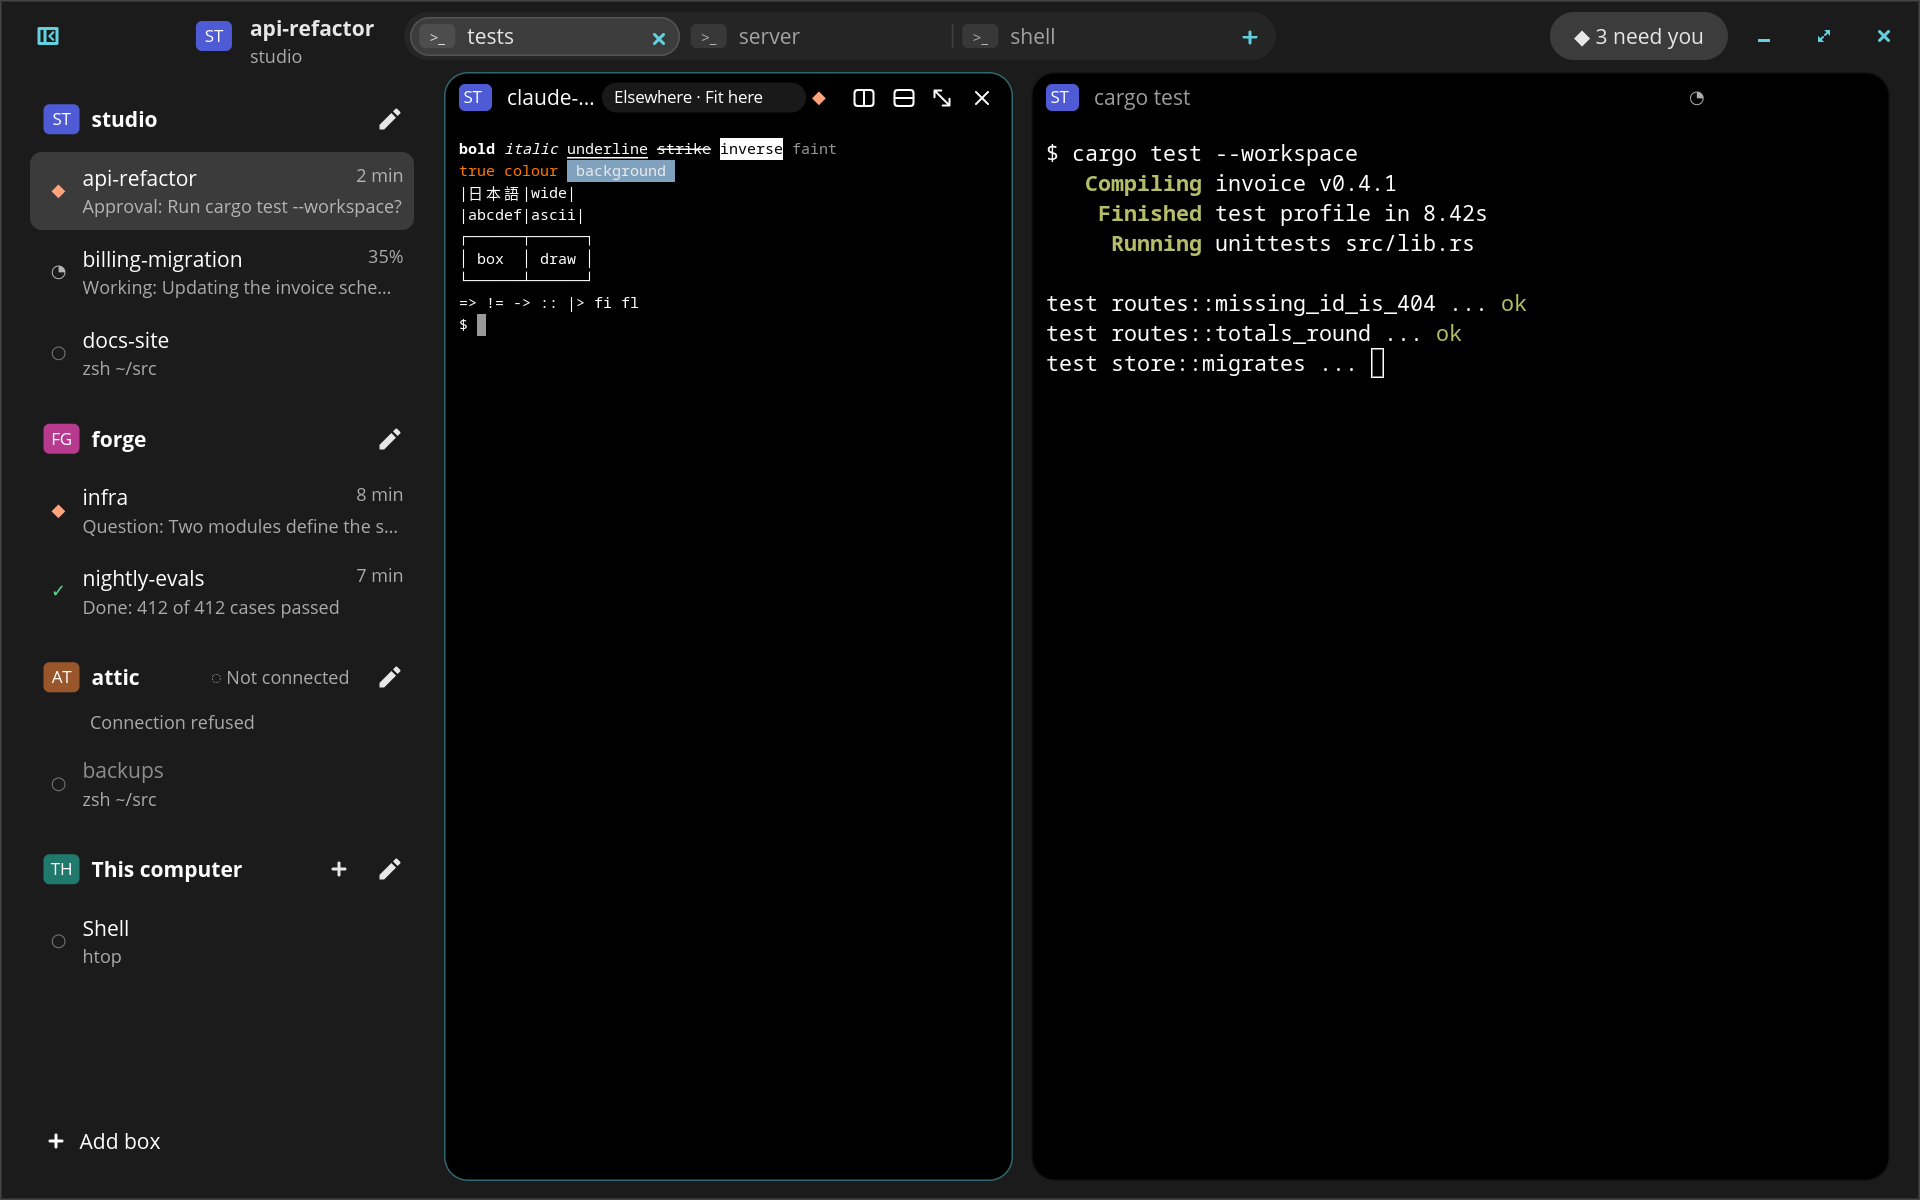 ST api-refactor
studio
>_ tests
>_ server
>_ shell
◆ 3 need you
ST studio
api-refactor 2 min
Approval: Run cargo test --workspace?
billing-migration 35%
Working: Updating the invoice sche...
docs-site
zsh ~/src
FG forge
infra 8 min
Question: Two modules define the s...
nightly-evals 7 min
Done: 412 of 412 cases passed
AT attic Not connected
Connection refused
backups
zsh ~/src
TH This computer
Shell
htop
+ Add box
ST claude-... Elsewhere · Fit here
bold italic underline strike inverse faint
true colour background
|日本語|wide|
|abcdef|ascii|
│ box │ draw │
=> != -> :: |> fi fl
$
ST cargo test
$ cargo test --workspace
Compiling invoice v0.4.1
Finished test profile in 8.42s
Running unittests src/lib.rs
test routes::missing_id_is_404 ... ok
test routes::totals_round ... ok
test store::migrates ...